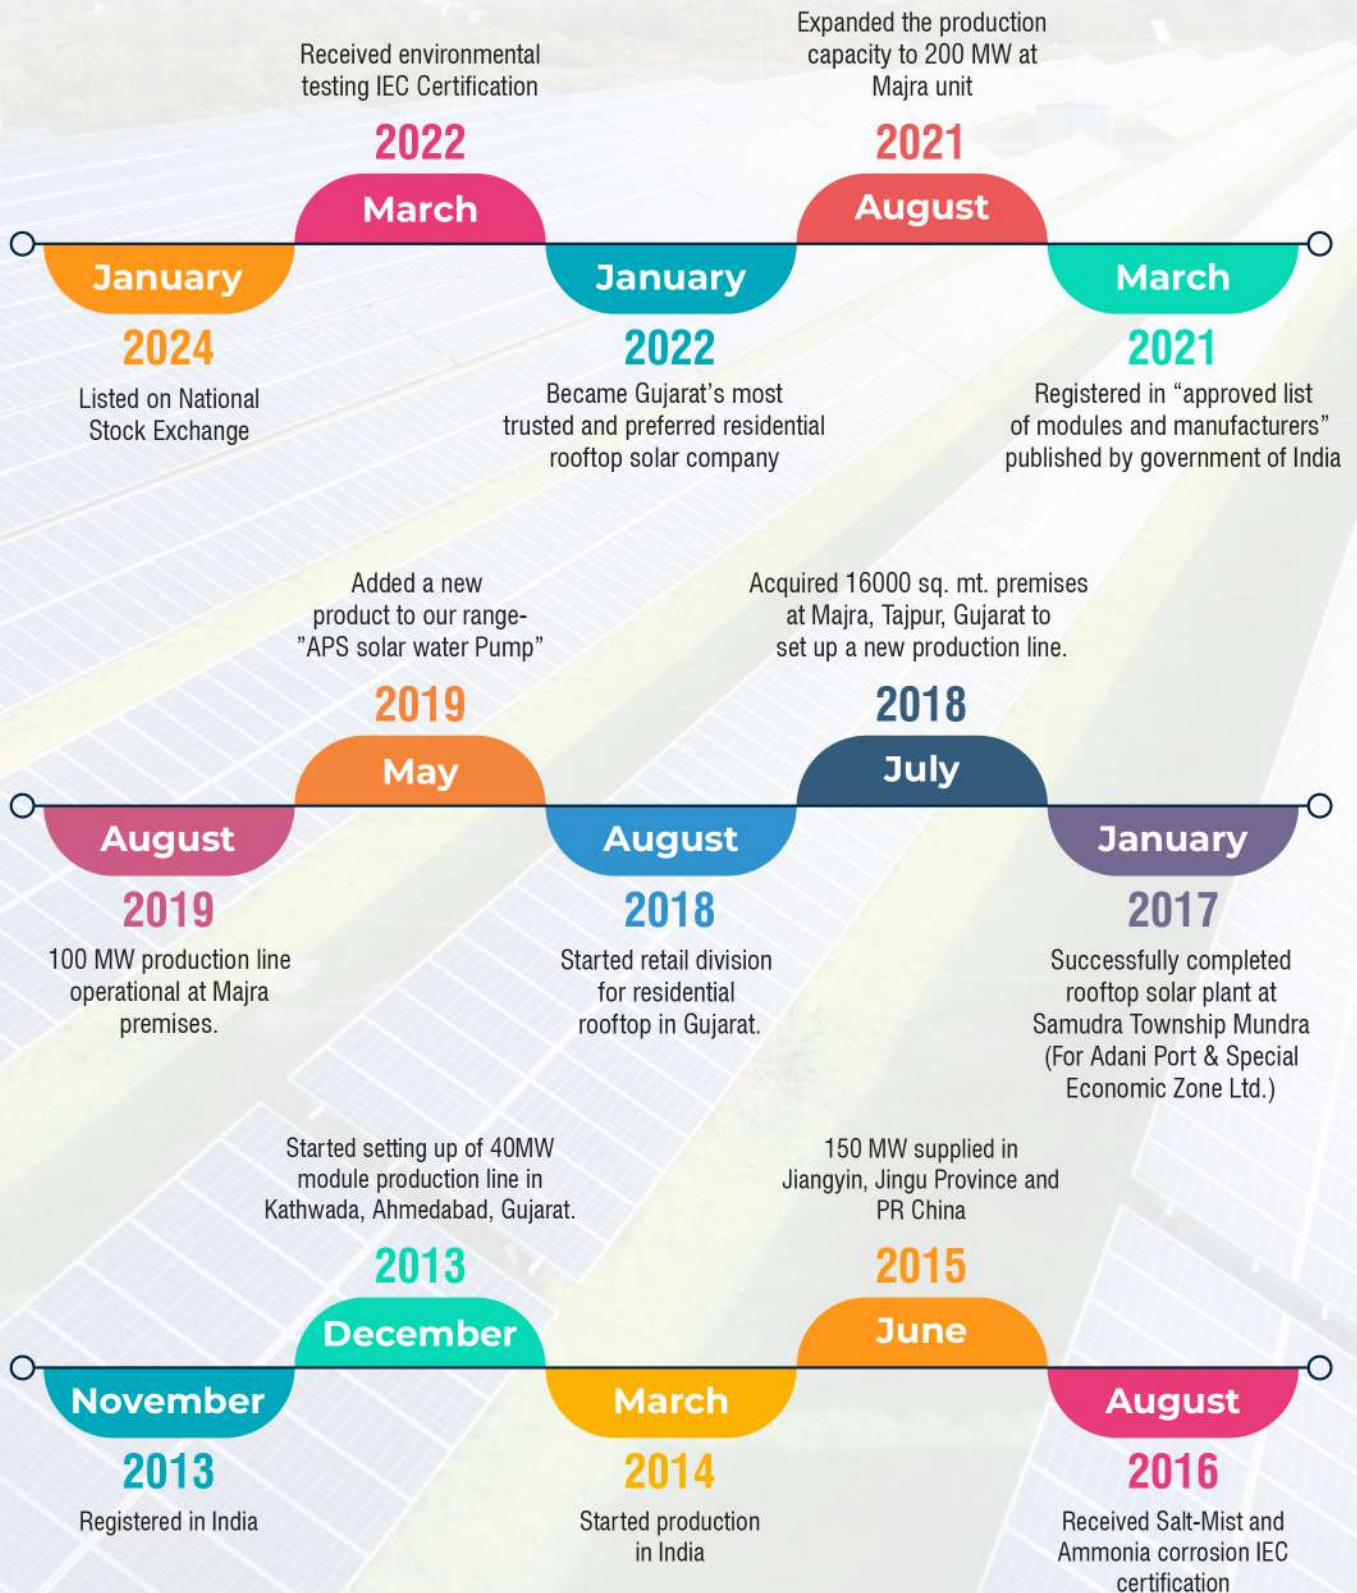 Received environmental
testing IEC Certification
2022
March
Expanded the production
capacity to 200 MW at
Majra unit
2021
August
January
2024
Listed on National
Stock Exchange
January
2022
Became Gujarat's most
trusted and preferred residential
rooftop solar company
March
2021
Registered in “approved list
of modules and manufacturers”
published by government of India
Added a new
product to our range-
”APS solar water Pump”
2019
May
Acquired 16000 sq. mt. premises
at Majra, Tajpur, Gujarat to
set up a new production line.
2018
July
August
2019
100 MW production line
operational at Majra
premises.
August
2018
Started retail division
for residential
rooftop in Gujarat.
January
2017
Successfully completed
rooftop solar plant at
Samudra Township Mundra
(For Adani Port & Special
Economic Zone Ltd.)
Started setting up of 40MW
module production line in
Kathwada, Ahmedabad, Gujarat.
2013
December
150 MW supplied in
Jiangyin, Jingu Province and
PR China
2015
June
November
2013
Registered in India
March
2014
Started production
in India
August
2016
Received Salt-Mist and
Ammonia corrosion IEC
certification